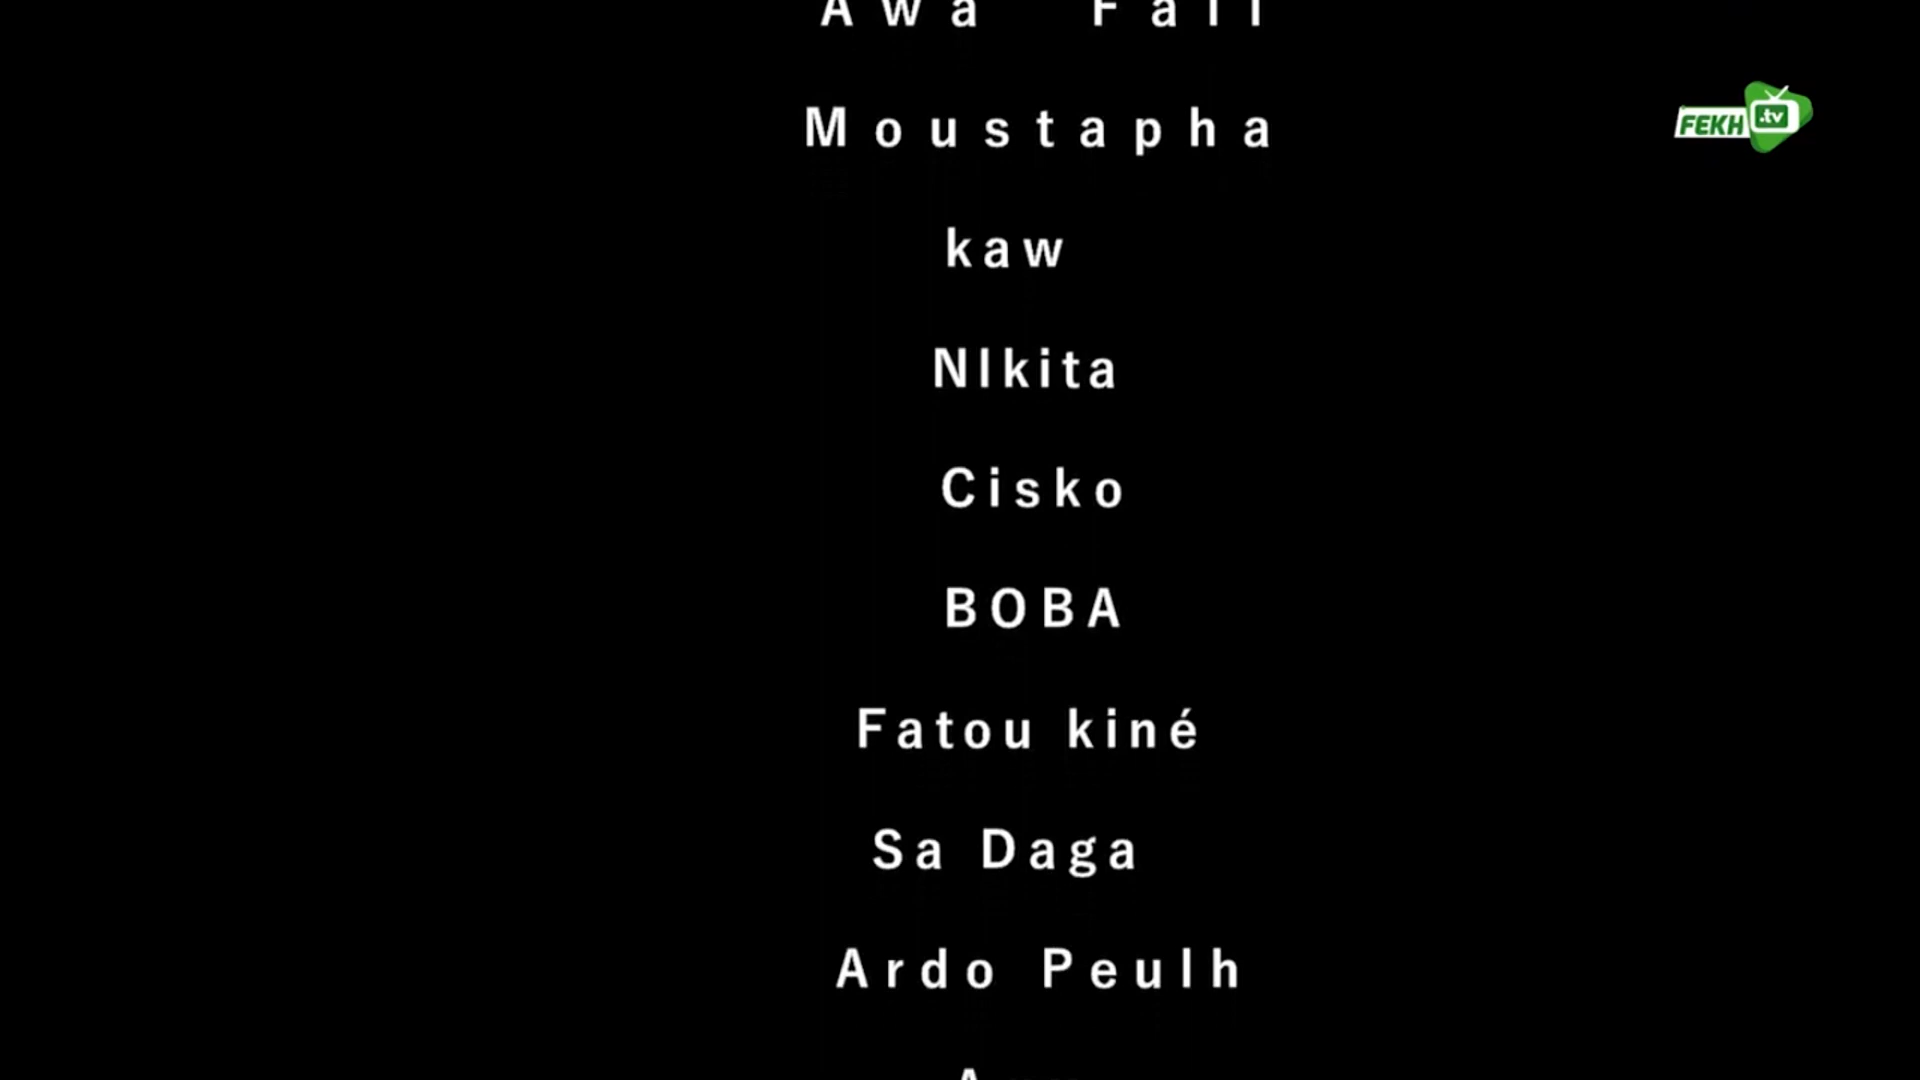 Awa Fall
Moustapha
FEKH .tv
kaw
NIkita
Cisko
BOBA
Fatou kiné
Sa Daga
Ardo Peulh